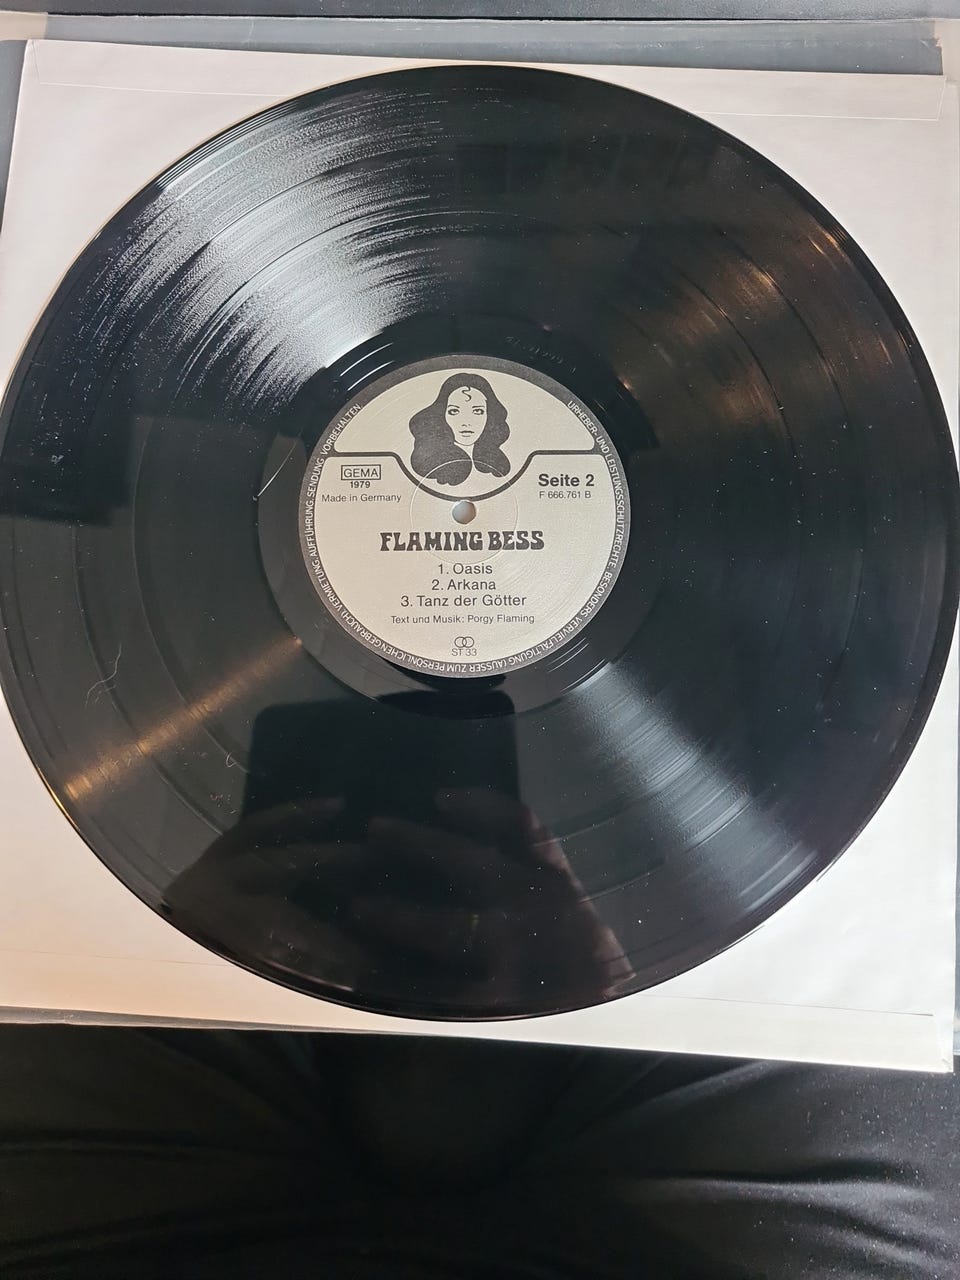 GEMA
1979
Made in Germany
Seite 2
F 666.761 B
FLAMING BESS
1. Oasis
2. Arkana
3. Tanz der Götter
Text und Musik: Porgy Flaming
ST 33
URHEBER- UND LEISTUNGSSCHUTZRECHTE, BESONDERS VERVIELFÄLTIGUNG (AUSSER ZUM PERSÖNLICHEN GEBRAUCH), VERMIETUNG, AUFFÜHRUNG, SENDUNG VORBEHALTEN